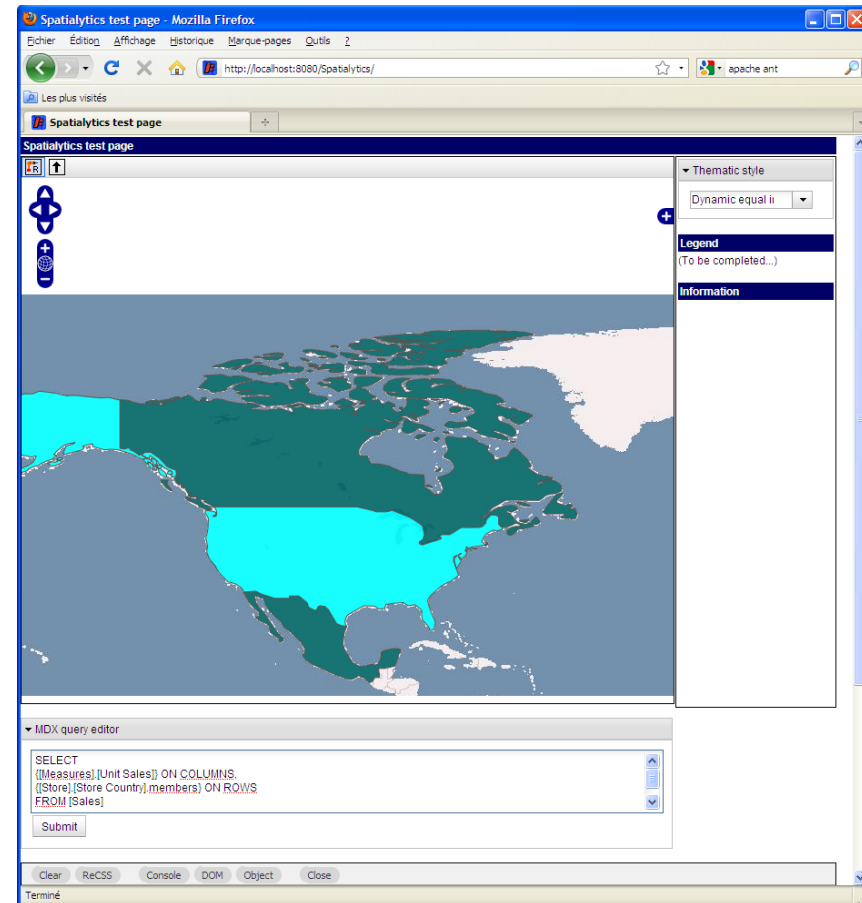 Spatialytics test page - Mozilla Firefox
Fichier Édition Affichage Historique Marque-pages Outils ?
http://localhost:8080/Spatialytics/ apache ant
Les plus visités
Spatialytics test page
Spatialytics test page
R
Thematic style
Dynamic equal i
Legend
(To be completed...)
Information
MDX query editor
SELECT
{[Measures].[Unit Sales]} ON COLUMNS,
{[Store].[Store Country].members} ON ROWS
FROM [Sales]
Submit
Clear ReCSS Console DOM Object Close
Terminé